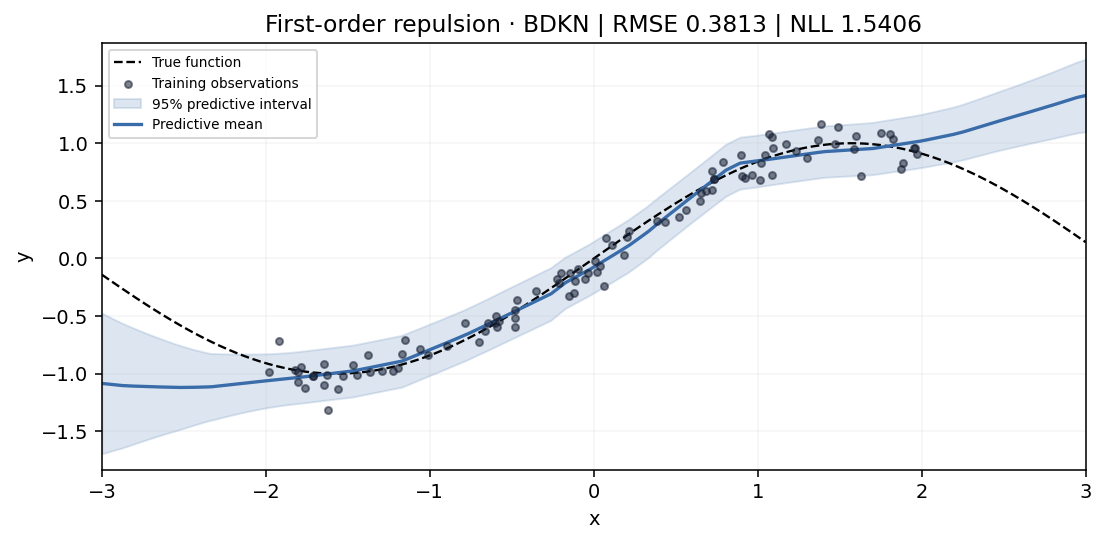 First-order repulsion · BDKN | RMSE 0.3813 | NLL 1.5406
True function
Training observations
95% predictive interval
Predictive mean
1.5
1.0
0.5
0.0
−0.5
−1.0
−1.5
y
−3
−2
−1
0
1
2
3
x